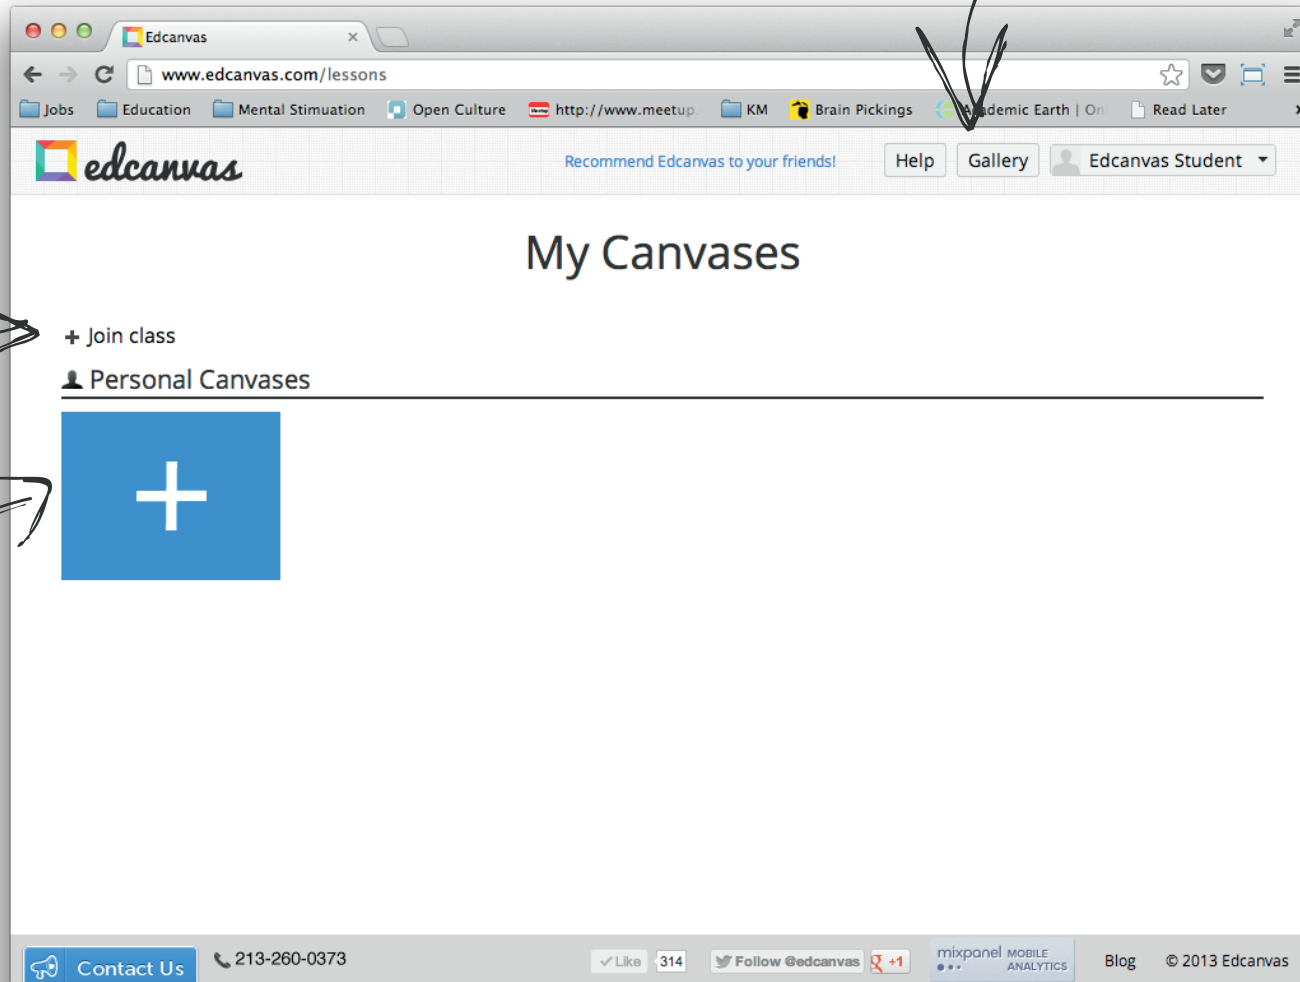 Edcanvas
www.edcanvas.com/lessons
Jobs Education Mental Stimuation Open Culture http://www.meetup. KM Brain Pickings Academic Earth | On Read Later
edcanvas Recommend Edcanvas to your friends! Help Gallery Edcanvas Student
My Canvases
+ Join class
Personal Canvases
Contact Us 213-260-0373 Like 314 Follow @edcanvas g +1 mixpanel MOBILE ANALYTICS Blog © 2013 Edcanvas